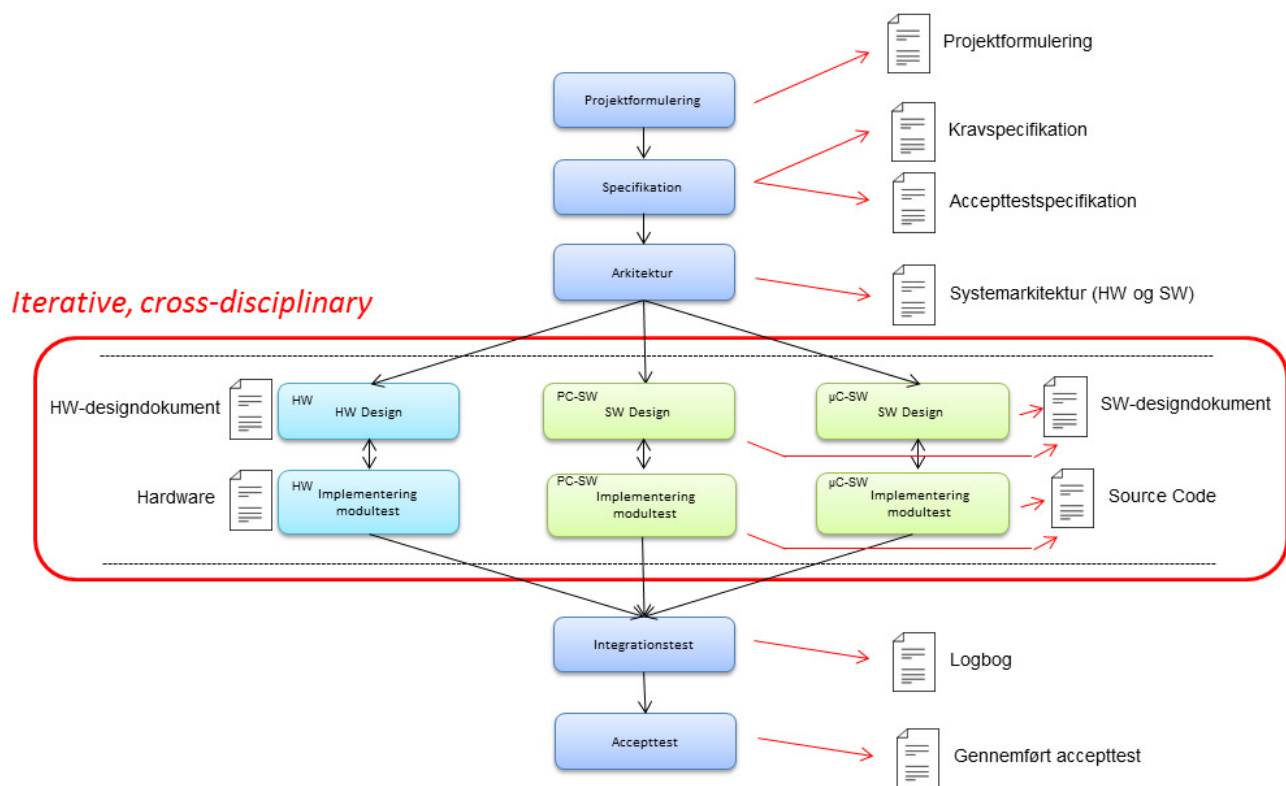 Projektformulering
Projektformulering
Kravspecifikation
Specifikation
Accepttestspecifikation
Arkitektur
Systemarkitektur (HW og SW)
Iterative, cross-disciplinary
HW-designdokument
HW
HW Design
PC-SW
SW Design
µC-SW
SW Design
SW-designdokument
Hardware
HW
Implementering
modultest
PC-SW
Implementering
modultest
µC-SW
Implementering
modultest
Source Code
Integrationstest
Logbog
Accepttest
Gennemført accepttest